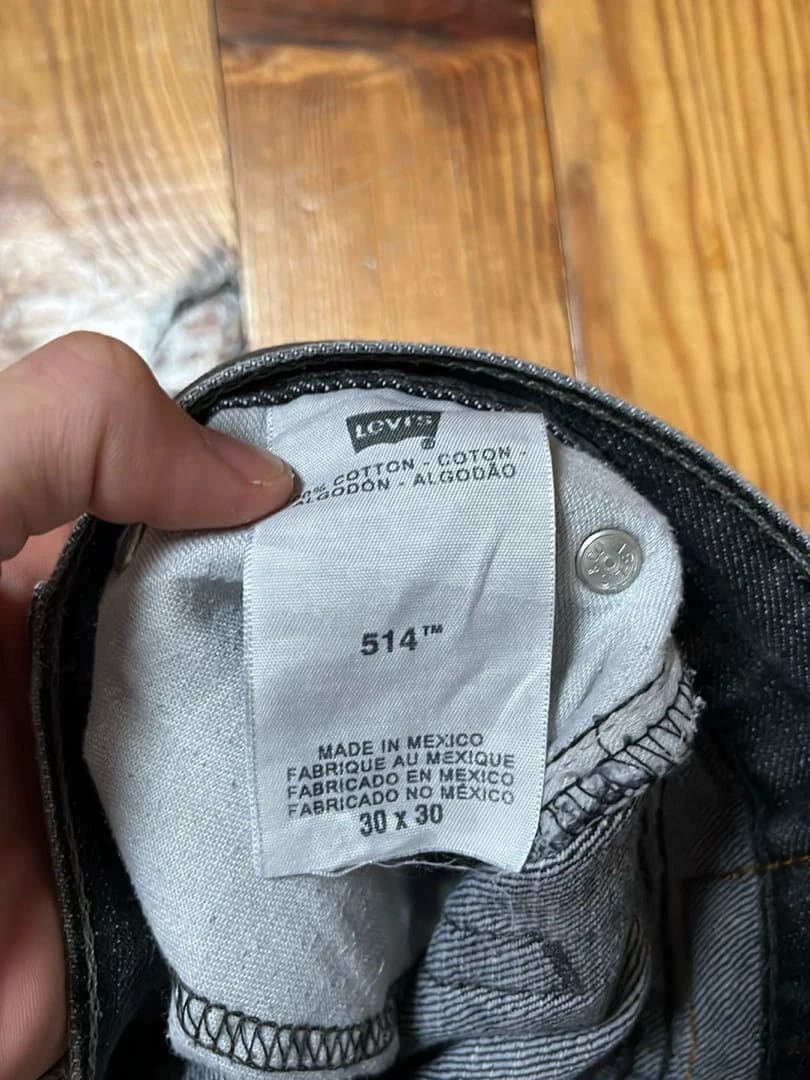 Levi's®
COTTON - COTON -
ALGODÓN - ALGODÃO
514™
MADE IN MEXICO
FABRIQUE AU MEXIQUE
FABRICADO EN MEXICO
FABRICADO NO MÉXICO
30 x 30